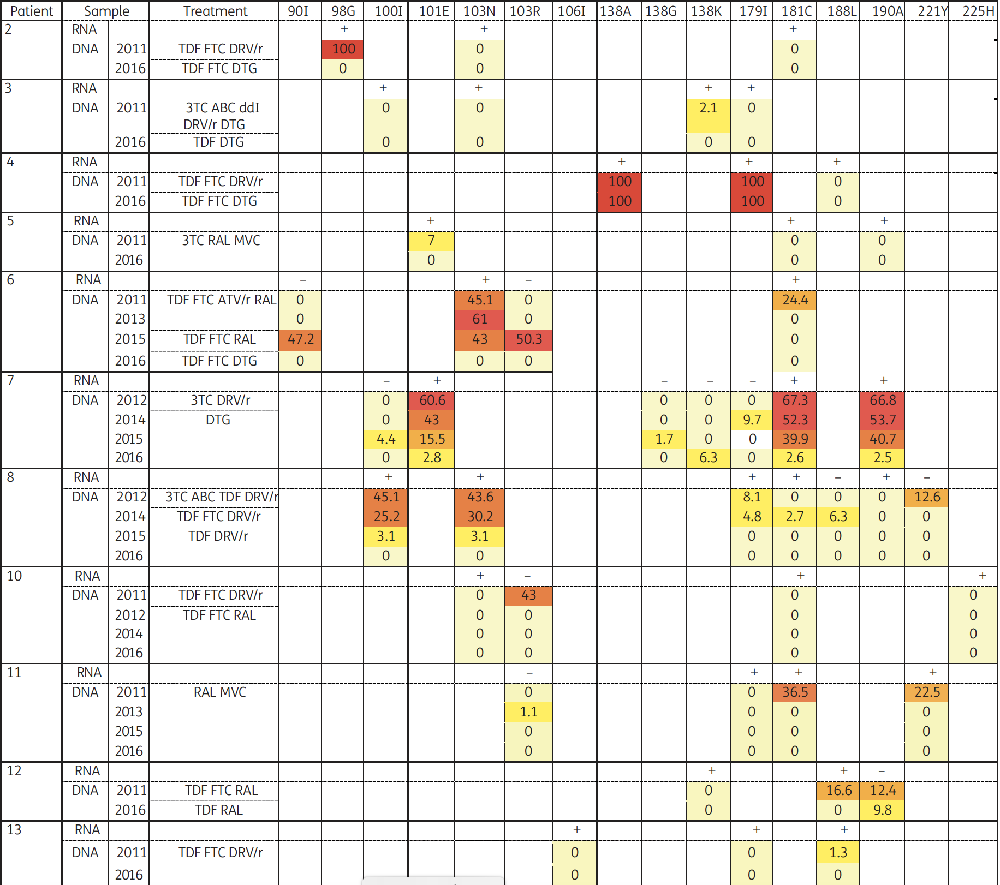 Patient Sample Treatment 90I 98G 100I 101E 103N 103R 106I 138A 138G 138K 179I 181C 188L 190A 221Y 225H
2 RNA + + +
DNA 2011 TDF FTC DRV/r 100 0 0
2016 TDF FTC DTG 0 0 0
3 RNA + + + +
DNA 2011 3TC ABC ddI 0 0 2.1 0
DRV/r DTG
2016 TDF DTG 0 0 0 0
4 RNA + + +
DNA 2011 TDF FTC DRV/r 100 100 0
2016 TDF FTC DTG 100 100 0
5 RNA + + +
DNA 2011 3TC RAL MVC 7 0 0
2016 0 0 0
6 RNA – + – +
DNA 2011 TDF FTC ATV/r RAL 0 45.1 0 24.4
2013 0 61 0 0
2015 TDF FTC RAL 47.2 43 50.3 0
2016 TDF FTC DTG 0 0 0 0
7 RNA – + – – – + +
DNA 2012 3TC DRV/r 0 60.6 0 0 0 67.3 66.8
2014 DTG 0 43 0 0 9.7 52.3 53.7
2015 4.4 15.5 1.7 0 0 39.9 40.7
2016 0 2.8 0 6.3 0 2.6 2.5
8 RNA + + + + – + –
DNA 2012 3TC ABC TDF DRV/r 45.1 43.6 8.1 0 0 0 12.6
2014 TDF FTC DRV/r 25.2 30.2 4.8 2.7 6.3 0 0
2015 TDF DRV/r 3.1 3.1 0 0 0 0 0
2016 0 0 0 0 0 0 0
10 RNA + – + +
DNA 2011 TDF FTC DRV/r 0 43 0 0
2012 TDF FTC RAL 0 0 0 0
2014 0 0 0 0
2016 0 0 0 0
11 RNA – + + +
DNA 2011 RAL MVC 0 0 36.5 22.5
2013 1.1 0 0 0
2015 0 0 0 0
2016 0 0 0 0
12 RNA + + –
DNA 2011 TDF FTC RAL 0 16.6 12.4
2016 TDF RAL 0 0 9.8
13 RNA + + +
DNA 2011 TDF FTC DRV/r 0 0 1.3
2016 0 0 0